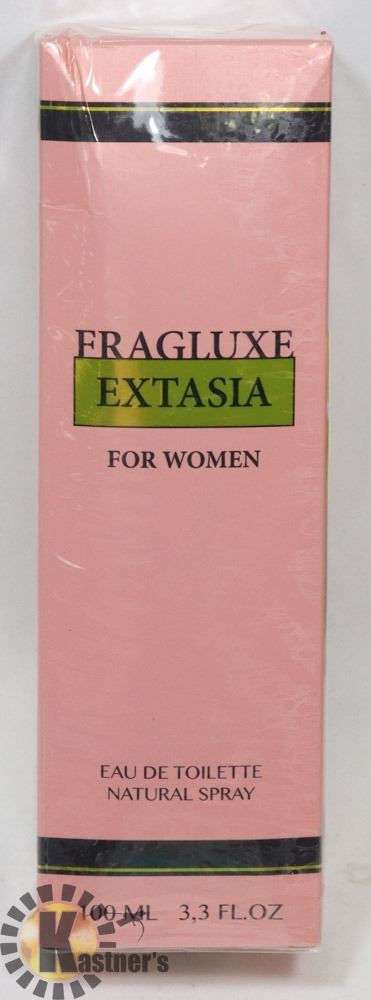 FRAGLUXE
EXTASIA
FOR WOMEN
EAU DE TOILETTE
NATURAL SPRAY
100 ML 3,3 FL.OZ
Kastner's